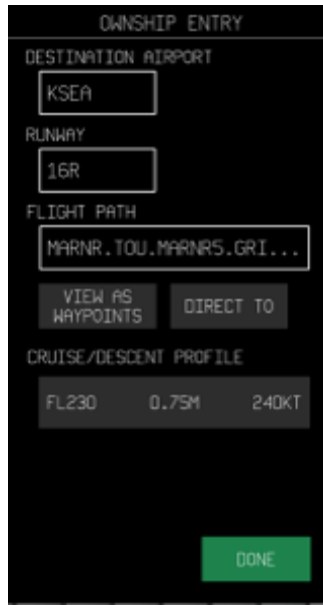 OWNSHIP ENTRY
DESTINATION AIRPORT
KSEA
RUNWAY
16R
FLIGHT PATH
MARNR.TOU.MARNR5.GRI...
VIEW AS
WAYPOINTS
DIRECT TO
CRUISE/DESCENT PROFILE
FL230 0.75M 240KT
DONE